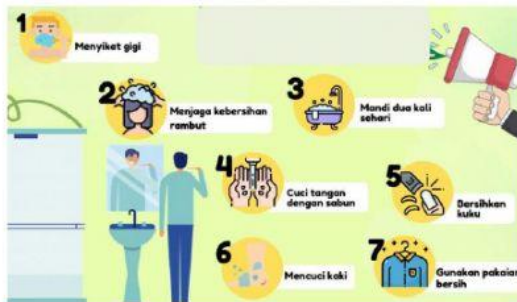 1
Menyikat gigi
2
Menjaga kebersihan
rambut
3
Mandi dua kali
sehari
4
Cuci tangan
dengan sabun
5
Bersihkan
kuku
6
Mencuci kaki
7
Gunakan pakaian
bersih